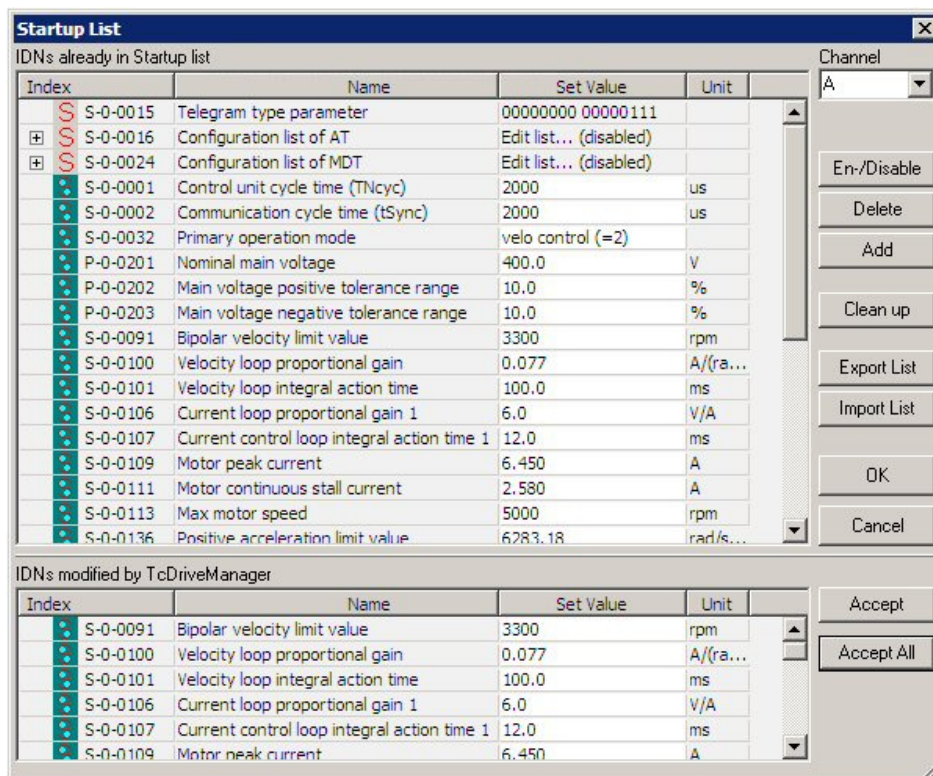 Startup List
IDNs already in Startup list
Channel
A
Index Name Set Value Unit
S S-0-0015 Telegram type parameter 00000000 00000111
S S-0-0016 Configuration list of AT Edit list... (disabled)
S S-0-0024 Configuration list of MDT Edit list... (disabled)
S-0-0001 Control unit cycle time (TNcyc) 2000 us
S-0-0002 Communication cycle time (tSync) 2000 us
S-0-0032 Primary operation mode velo control (=2)
P-0-0201 Nominal main voltage 400.0 V
P-0-0202 Main voltage positive tolerance range 10.0 %
P-0-0203 Main voltage negative tolerance range 10.0 %
S-0-0091 Bipolar velocity limit value 3300 rpm
S-0-0100 Velocity loop proportional gain 0.077 A/(ra...
S-0-0101 Velocity loop integral action time 100.0 ms
S-0-0106 Current loop proportional gain 1 6.0 V/A
S-0-0107 Current control loop integral action time 1 12.0 ms
S-0-0109 Motor peak current 6.450 A
S-0-0111 Motor continuous stall current 2.580 A
S-0-0113 Max motor speed 5000 rpm
S-0-0136 Positive acceleration limit value 6283.18 rad/s...
En-/Disable
Delete
Add
Clean up
Export List
Import List
OK
Cancel
IDNs modified by TcDriveManager
Index Name Set Value Unit
S-0-0091 Bipolar velocity limit value 3300 rpm
S-0-0100 Velocity loop proportional gain 0.077 A/(ra...
S-0-0101 Velocity loop integral action time 100.0 ms
S-0-0106 Current loop proportional gain 1 6.0 V/A
S-0-0107 Current control loop integral action time 1 12.0 ms
S-0-0109 Motor peak current 6.450 A
Accept
Accept All